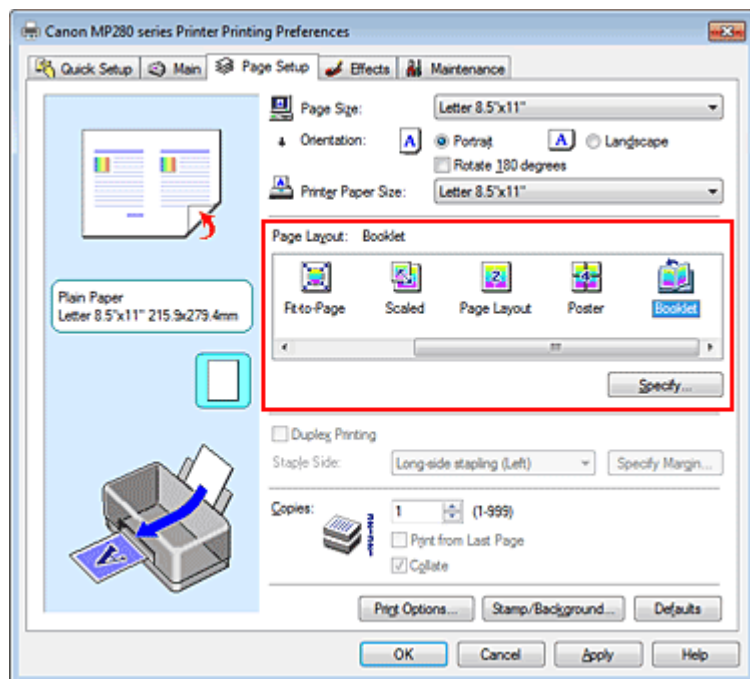 Canon MP280 series Printer Printing Preferences
Quick Setup Main Page Setup Effects Maintenance
Page Size: Letter 8.5"x11"
Orientation: A Portrait A Landscape
Rotate 180 degrees
Printer Paper Size: Letter 8.5"x11"
Page Layout: Booklet
Fit-to-Page Scaled Page Layout Poster Booklet
Specify...
Plain Paper
Letter 8.5"x11" 215.9x279.4mm
Duplex Printing
Staple Side: Long-side stapling (Left) Specify Margin...
Copies: 1 (1-999)
Print from Last Page
Collate
Print Options... Stamp/Background... Defaults
OK Cancel Apply Help